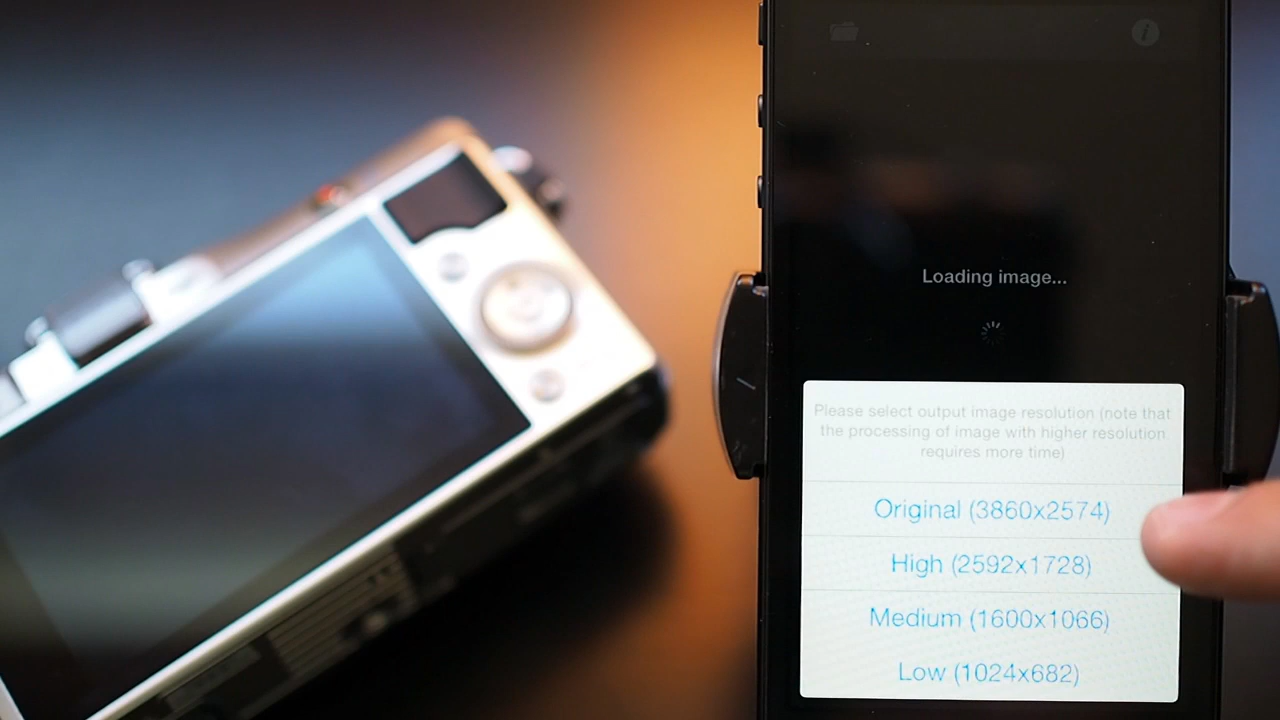 Loading image...
Please select output image resolution (note that
the processing of image with higher resolution
requires more time)
Original (3860x2574)
High (2592x1728)
Medium (1600x1066)
Low (1024x682)